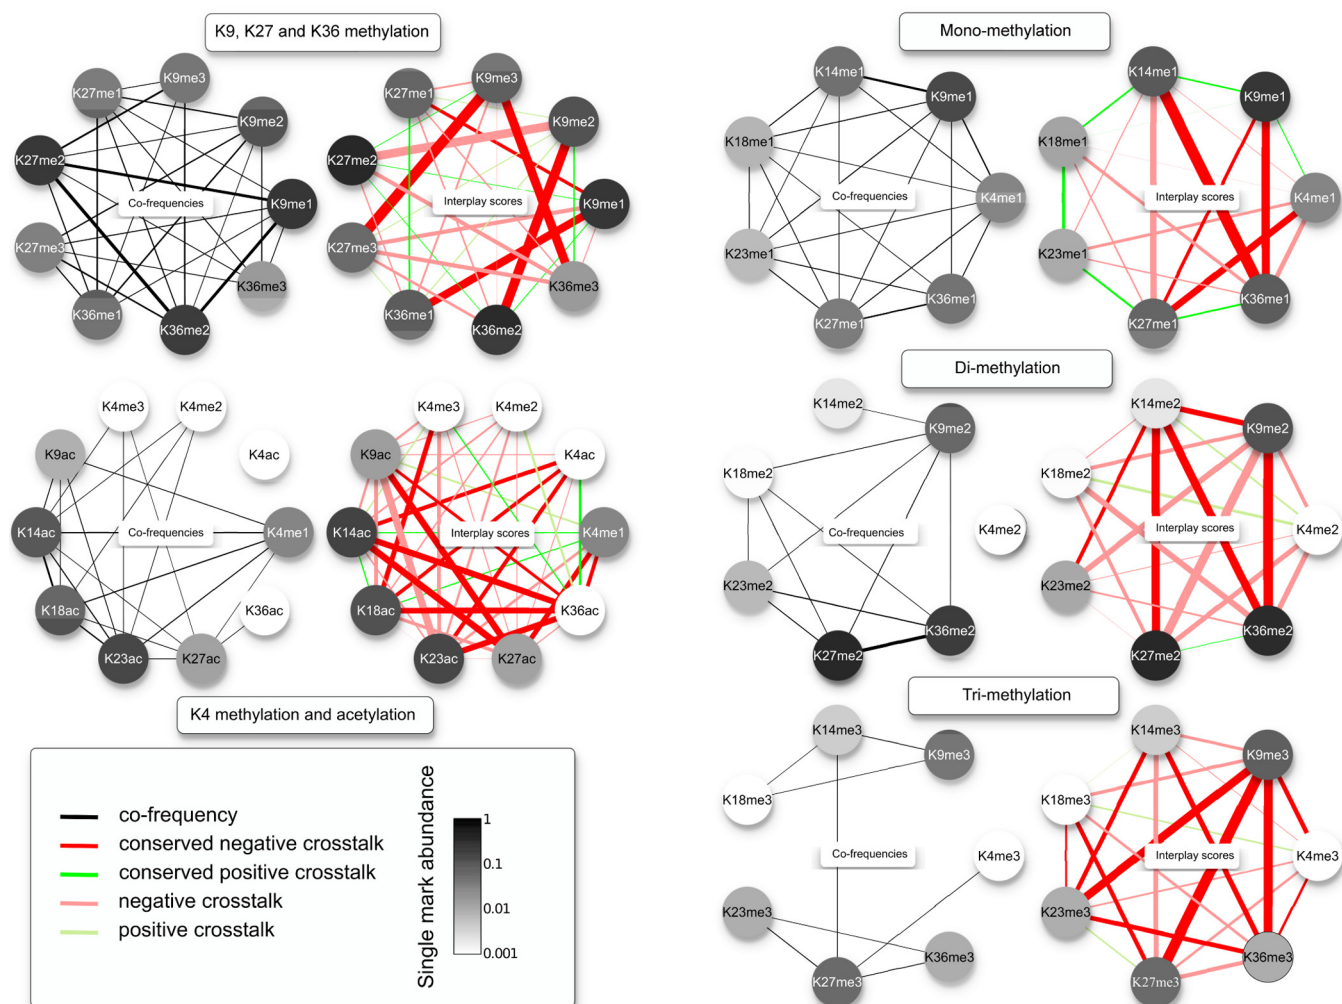 K9, K27 and K36 methylation
K9me3
K27me1
K9me2
K27me2
Co-frequencies
K9me1
K27me3
K36me3
K36me1
K36me2
K9me3
K27me1
K9me2
K27me2
Interplay scores
K9me1
K27me3
K36me3
K36me1
K36me2
K4me3
K4me2
K9ac
K4ac
K14ac
Co-frequencies
K4me1
K18ac
K36ac
K23ac
K27ac
K4me3
K4me2
K9ac
K4ac
K14ac
Interplay scores
K4me1
K18ac
K36ac
K23ac
K27ac
K4 methylation and acetylation
co-frequency
conserved negative crosstalk
conserved positive crosstalk
negative crosstalk
positive crosstalk
Single mark abundance
1
0.1
0.01
0.001
Mono-methylation
K14me1
K9me1
K18me1
Co-frequencies
K4me1
K23me1
K36me1
K27me1
K14me1
K9me1
K18me1
Interplay scores
K4me1
K23me1
K36me1
K27me1
Di-methylation
K14me2
K9me2
K18me2
Co-frequencies
K4me2
K23me2
K36me2
K27me2
K14me2
K9me2
K18me2
Interplay scores
K4me2
K23me2
K36me2
K27me2
Tri-methylation
K14me3
K9me3
K18me3
Co-frequencies
K4me3
K23me3
K36me3
K27me3
K14me3
K9me3
K18me3
Interplay scores
K4me3
K23me3
K36me3
K27me3